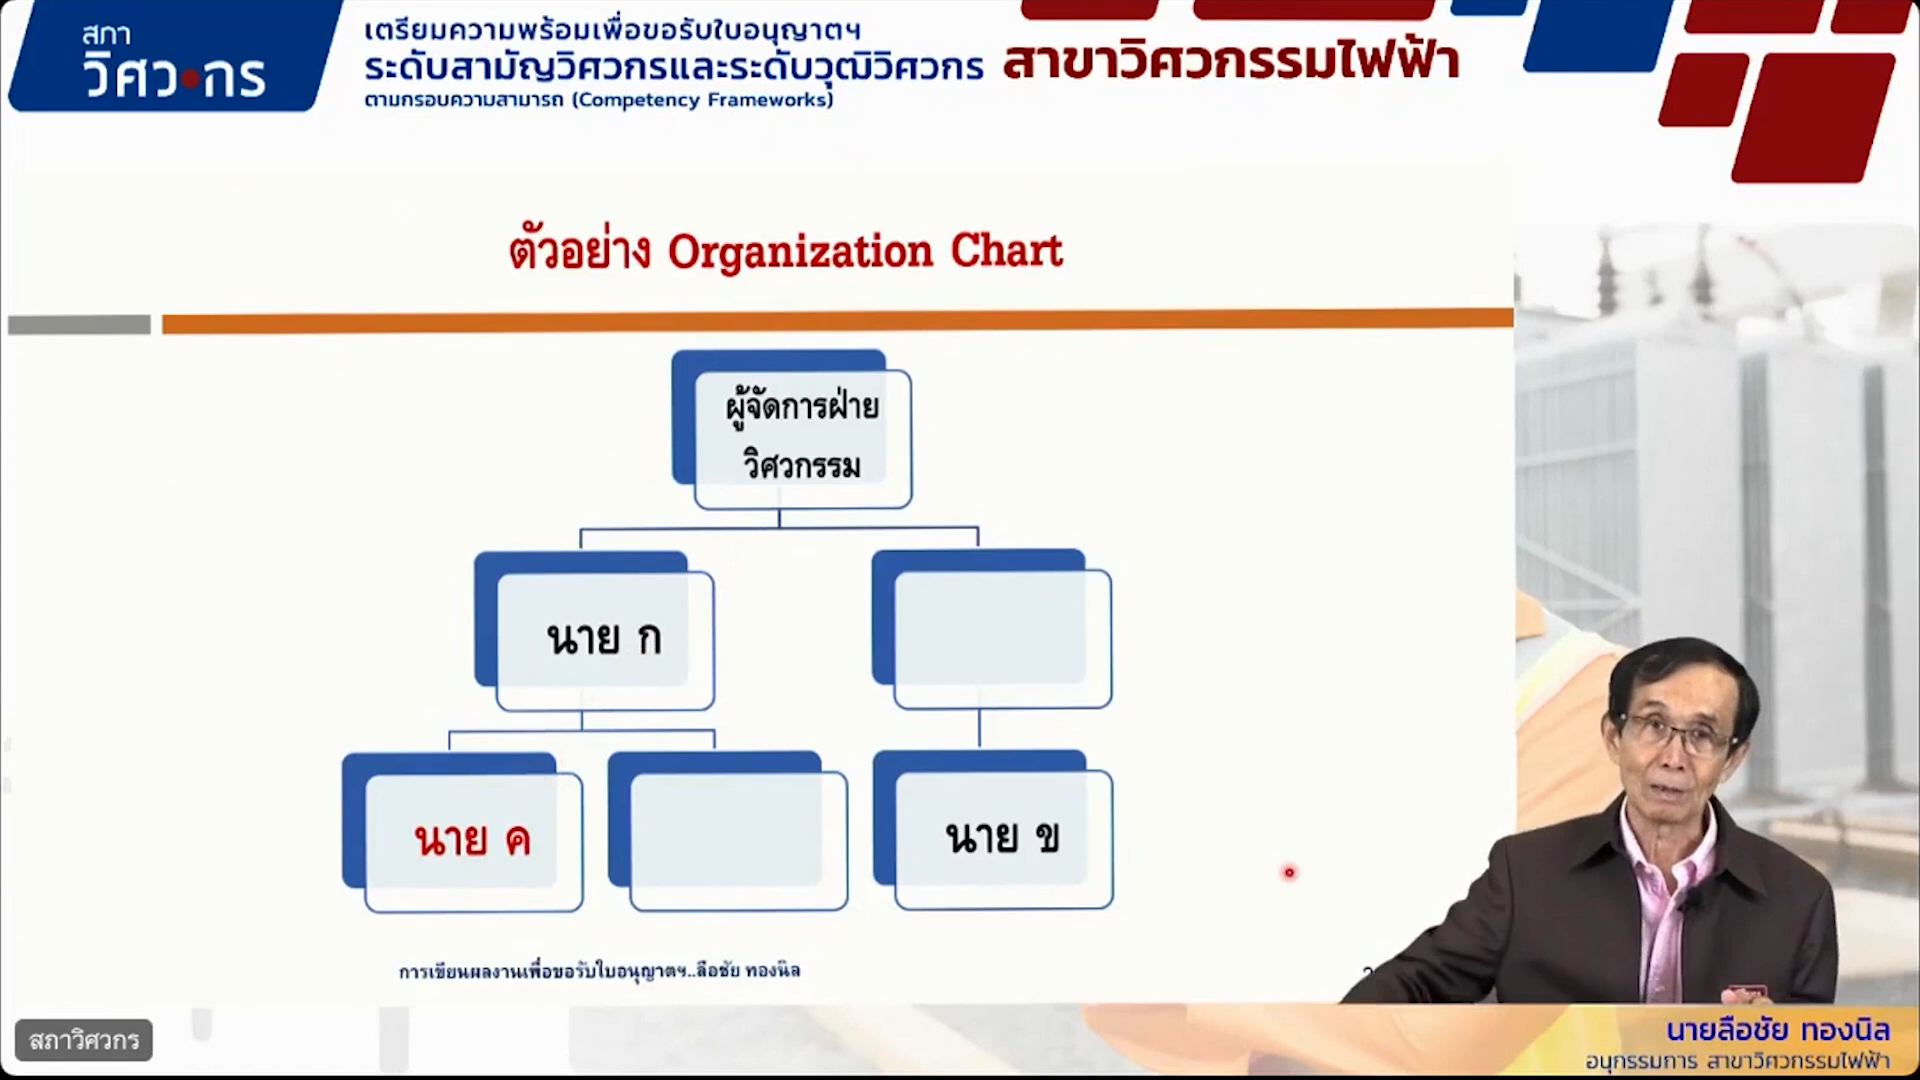 สภา
วิศวกร
เตรียมความพร้อมเพื่อขอรับใบอนุญาตฯ
ระดับสามัญวิศวกรและระดับวุฒิวิศวกร สาขาวิศวกรรมไฟฟ้า
ตามกรอบความสามารถ (Competency Frameworks)
ตัวอย่าง Organization Chart
ผู้จัดการฝ่าย
วิศวกรรม
นาย ก
นาย ค
นาย ข
การเขียนผลงานเพื่อขอรับใบอนุญาตฯ..ลือชัย ทองนิล
สภาวิศวกร
นายลือชัย ทองนิล
อนุกรรมการ สาขาวิศวกรรมไฟฟ้า